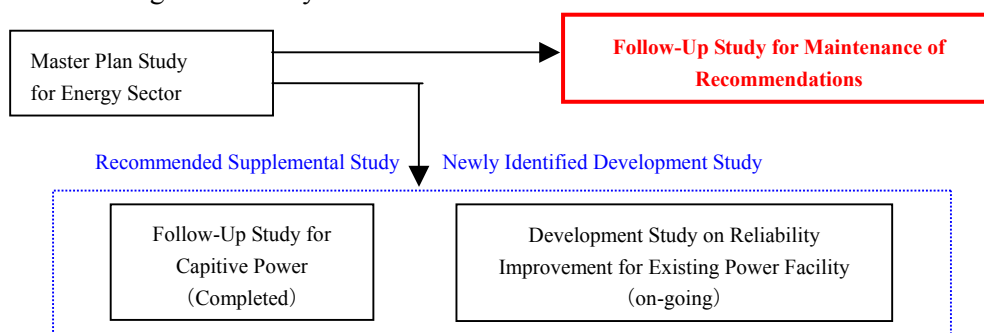 Master Plan Study
for Energy Sector
Follow-Up Study for Maintenance of
Recommendations
Recommended Supplemental Study
Newly Identified Development Study
Follow-Up Study for
Capitive Power
（Completed）
Development Study on Reliability
Improvement for Existing Power Facility
（on-going）